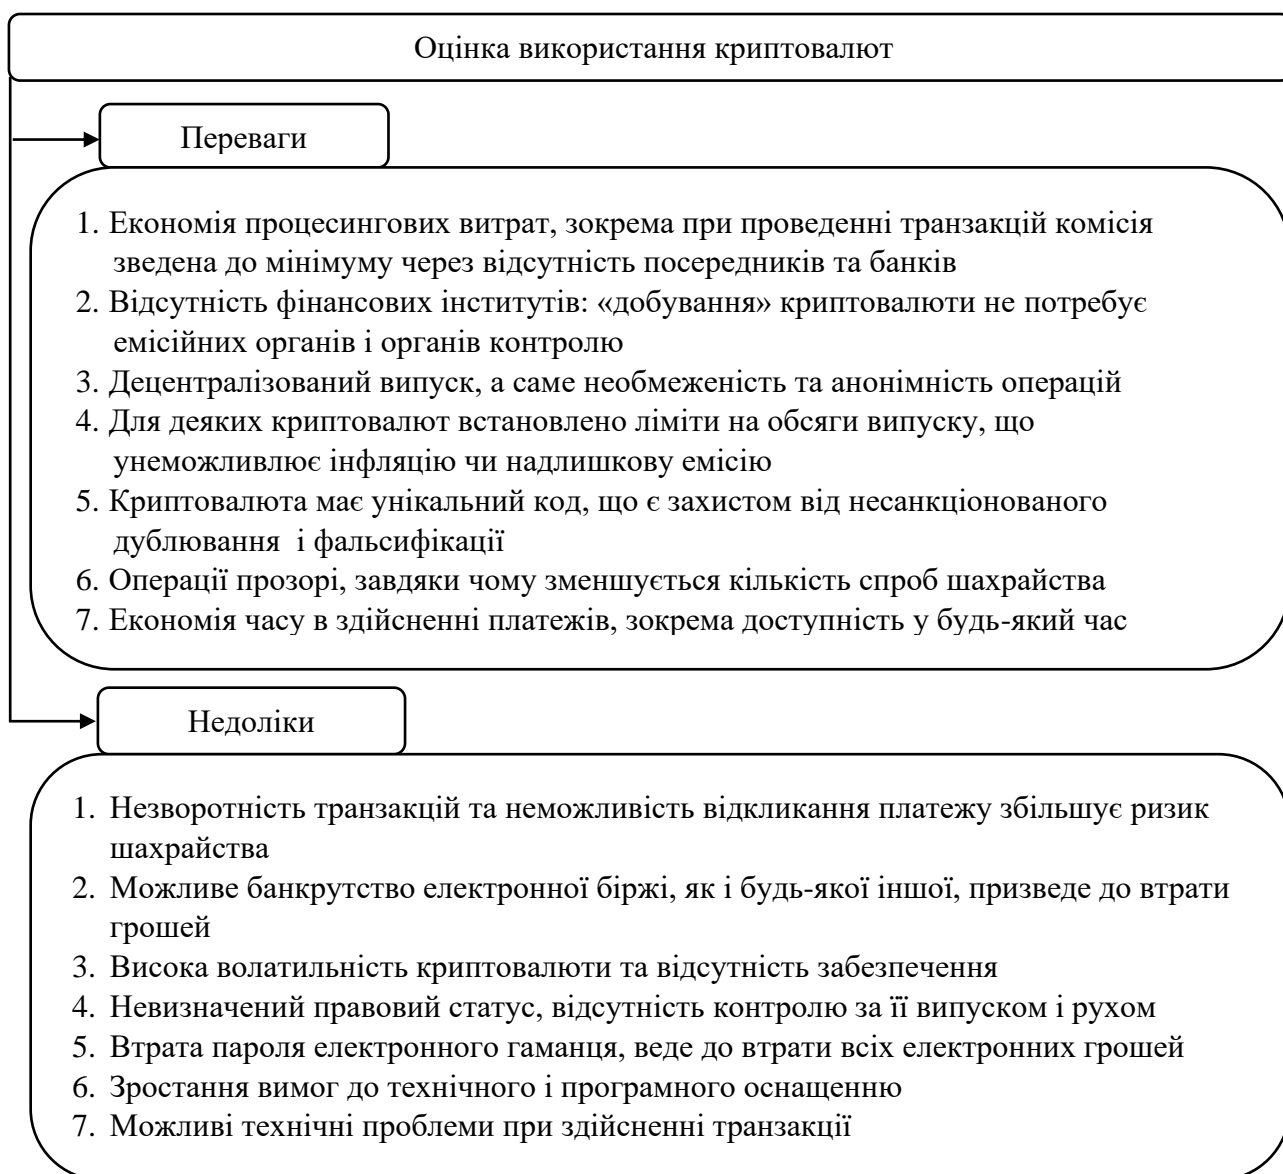 Оцінка використання криптовалют
Переваги
1. Економія процесингових витрат, зокрема при проведенні транзакцій комісія
зведена до мінімуму через відсутність посередників та банків
2. Відсутність фінансових інститутів: «добування» криптовалюти не потребує
емісійних органів і органів контролю
3. Децентралізований випуск, а саме необмеженість та анонімність операцій
4. Для деяких криптовалют встановлено ліміти на обсяги випуску, що
унеможливлює інфляцію чи надлишкову емісію
5. Криптовалюта має унікальний код, що є захистом від несанкціонованого
дублювання і фальсифікації
6. Операції прозорі, завдяки чому зменшується кількість спроб шахрайства
7. Економія часу в здійсненні платежів, зокрема доступність у будь-який час
Недоліки
1. Незворотність транзакцій та неможливість відкликання платежу збільшує ризик
шахрайства
2. Можливе банкрутство електронної біржі, як і будь-якої іншої, призведе до втрати
грошей
3. Висока волатильність криптовалюти та відсутність забезпечення
4. Невизначений правовий статус, відсутність контролю за її випуском і рухом
5. Втрата пароля електронного гаманця, веде до втрати всіх електронних грошей
6. Зростання вимог до технічного і програмного оснащенню
7. Можливі технічні проблеми при здійсненні транзакції